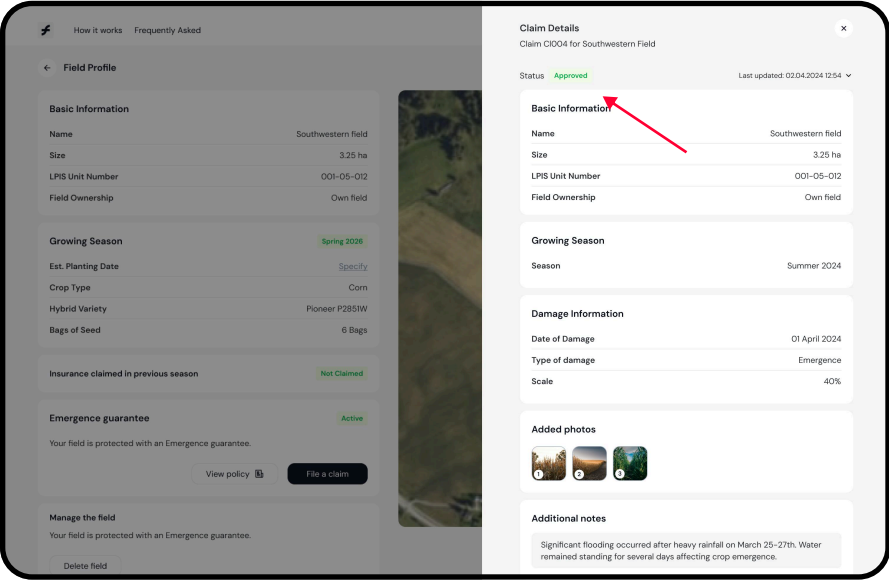 How it works Frequently Asked
Field Profile
Basic Information
Name Southwestern field
Size 3.25 ha
LPIS Unit Number 001-05-012
Field Ownership Own field
Growing Season Spring 2026
Est. Planting Date Specify
Crop Type Corn
Hybrid Variety Pioneer P2851W
Bags of Seed 6 Bags
Insurance claimed in previous season Not Claimed
Emergence guarantee Active
Your field is protected with an Emergence guarantee.
View policy File a claim
Manage the field
Your field is protected with an Emergence guarantee.
Delete field
Claim Details
Claim Cl004 for Southwestern Field
Status Approved Last updated: 02.04.2024 12:54
Basic Information
Name Southwestern field
Size 3.25 ha
LPIS Unit Number 001-05-012
Field Ownership Own field
Growing Season
Season Summer 2024
Damage Information
Date of Damage 01 April 2024
Type of damage Emergence
Scale 40%
Added photos
1 2 3
Additional notes
Significant flooding occurred after heavy rainfall on March 25-27th. Water
remained standing for several days affecting crop emergence.